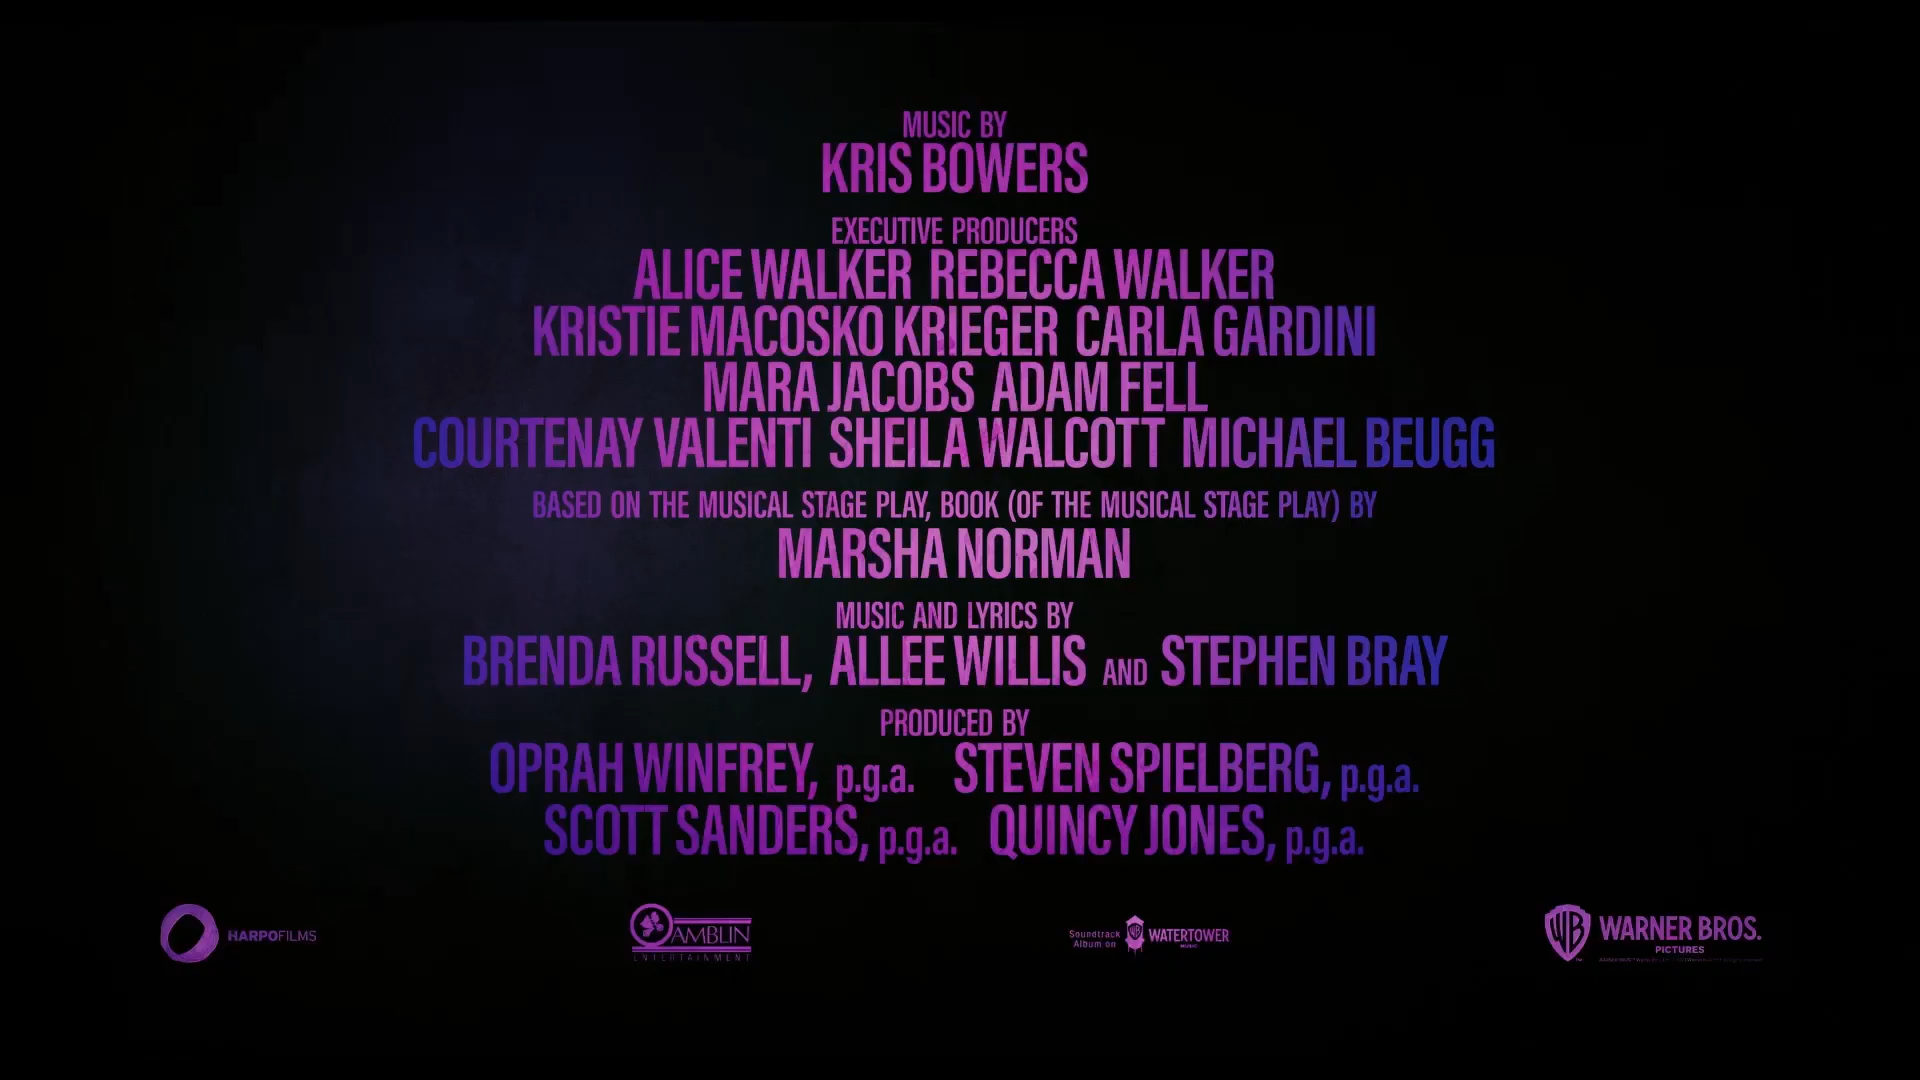 MUSIC BY
KRIS BOWERS
EXECUTIVE PRODUCERS
ALICE WALKER REBECCA WALKER
KRISTIE MACOSKO KRIEGER CARLA GARDINI
MARA JACOBS ADAM FELL
COURTENAY VALENTI SHEILA WALCOTT MICHAEL BEUGG
BASED ON THE MUSICAL STAGE PLAY, BOOK (OF THE MUSICAL STAGE PLAY) BY
MARSHA NORMAN
MUSIC AND LYRICS BY
BRENDA RUSSELL, ALLEE WILLIS AND STEPHEN BRAY
PRODUCED BY
OPRAH WINFREY, p.g.a. STEVEN SPIELBERG, p.g.a.
SCOTT SANDERS, p.g.a. QUINCY JONES, p.g.a.
HARPOFILMS
AMBLIN
ENTERTAINMENT
Soundtrack
Album on
WB
WATERTOWER
MUSIC
WB
WARNER BROS.
PICTURES